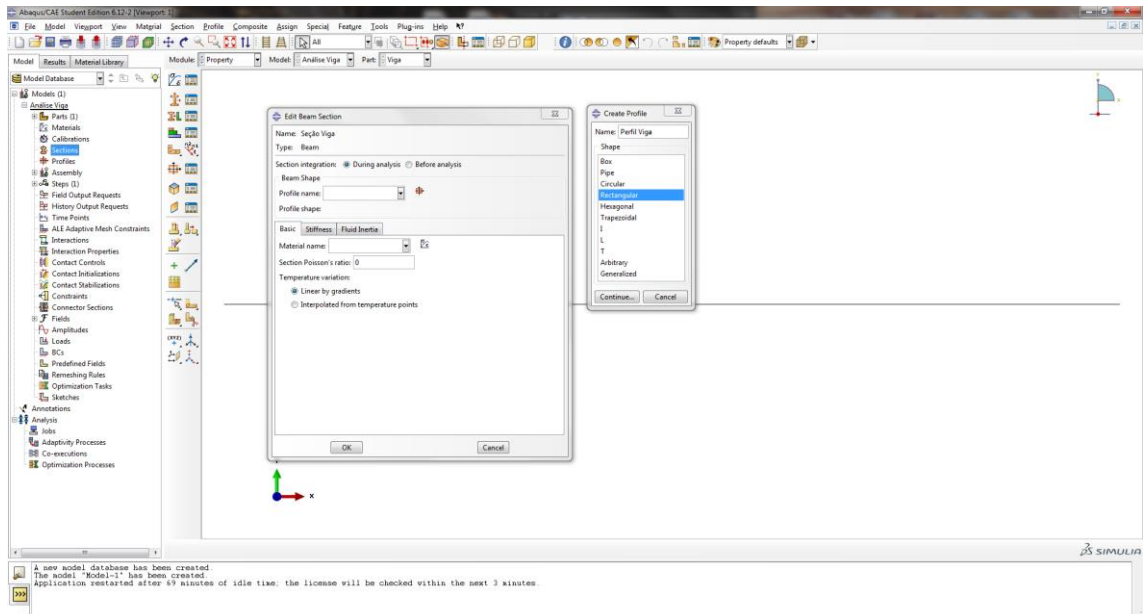 Abaqus/CAE Student Edition 6.12-2 [Viewport: 1]
File Model Viewport View Material Section Profile Composite Assign Special Feature Tools Plug-ins Help
All
Property defaults
Model Results Material Library
Module: Property Model: Análise Viga Part: Viga
Model Database
Models (1)
Análise Viga
Parts (1)
Materials
Calibrations
Sections
Profiles
Assembly
Steps (1)
Field Output Requests
History Output Requests
Time Points
ALE Adaptive Mesh Constraints
Interactions
Interaction Properties
Contact Controls
Contact Initializations
Contact Stabilizations
Constraints
Connector Sections
Fields
Amplitudes
Loads
BCs
Predefined Fields
Remeshing Rules
Optimization Tasks
Sketches
Annotations
Analysis
Jobs
Adaptivity Processes
Co-executions
Optimization Processes
Edit Beam Section
Name: Seção Viga
Type: Beam
Section integration: During analysis Before analysis
Beam Shape
Profile name:
Profile shape:
Basic Stiffness Fluid Inertia
Material name:
Section Poisson's ratio: 0
Temperature variation:
Linear by gradients
Interpolated from temperature points
OK Cancel
Create Profile
Name: Perfil Viga
Shape
Box
Pipe
Circular
Rectangular
Hexagonal
Trapezoidal
I
L
T
Arbitrary
Generalized
Continue... Cancel
X
SIMULIA
A new model database has been created.
The model "Model-1" has been created.
Application restarted after 69 minutes of idle time; the license will be checked within the next 3 minutes.
>>>